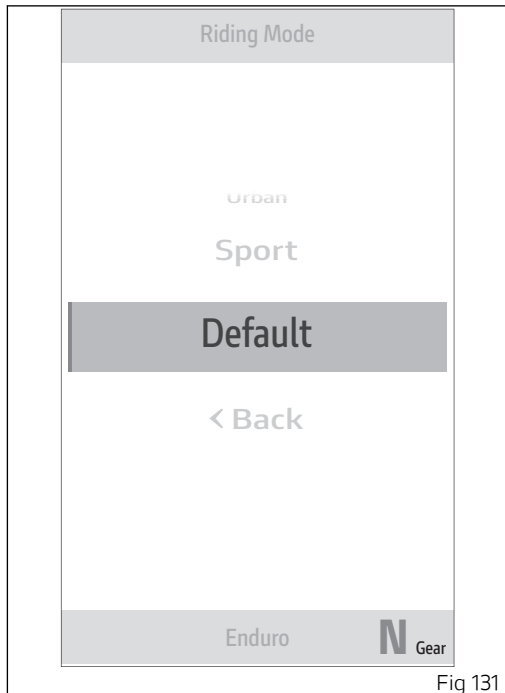 Riding Mode
Urban
Sport
Default
< Back
Enduro
N Gear
Fig 131